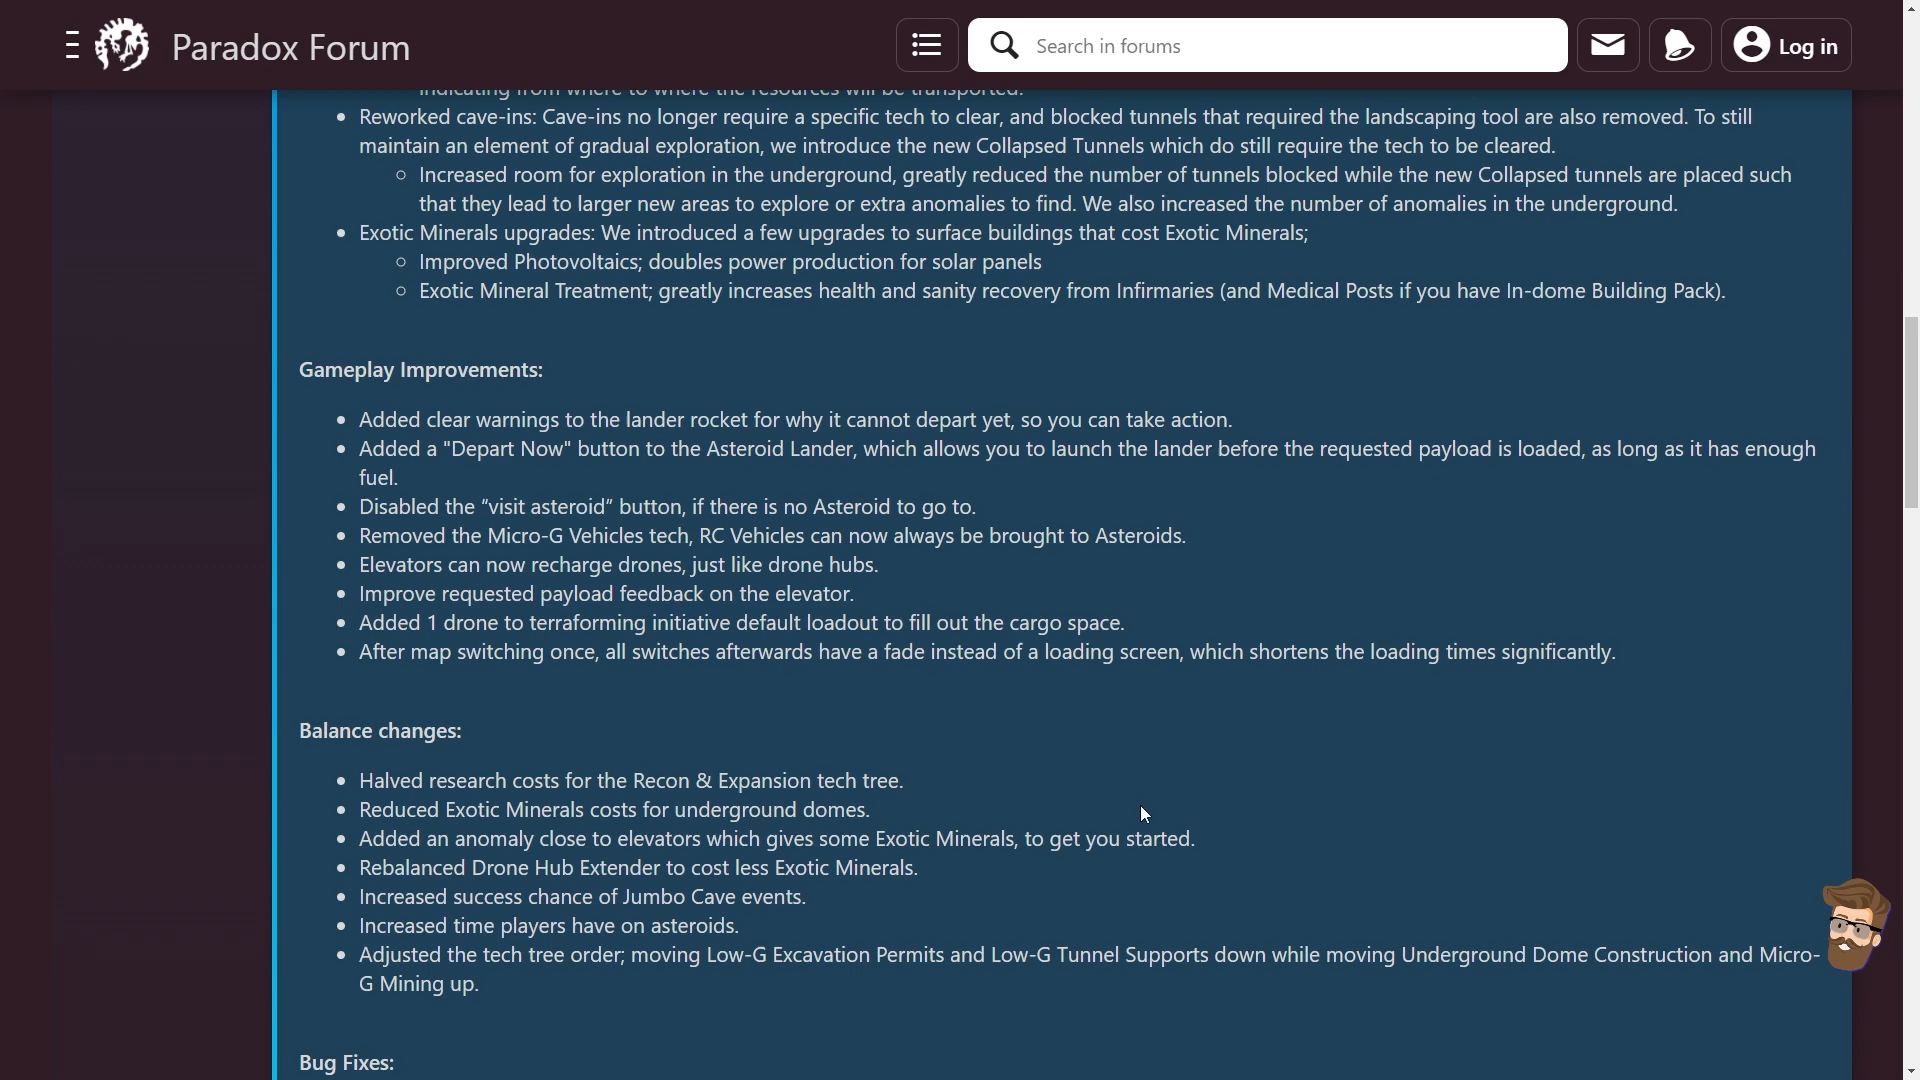 Paradox Forum
Search in forums
Log in
indicating from where to where the resources will be transported.
• Reworked cave-ins: Cave-ins no longer require a specific tech to clear, and blocked tunnels that required the landscaping tool are also removed. To still
maintain an element of gradual exploration, we introduce the new Collapsed Tunnels which do still require the tech to be cleared.
○ Increased room for exploration in the underground, greatly reduced the number of tunnels blocked while the new Collapsed tunnels are placed such
that they lead to larger new areas to explore or extra anomalies to find. We also increased the number of anomalies in the underground.
• Exotic Minerals upgrades: We introduced a few upgrades to surface buildings that cost Exotic Minerals;
○ Improved Photovoltaics; doubles power production for solar panels
○ Exotic Mineral Treatment; greatly increases health and sanity recovery from Infirmaries (and Medical Posts if you have In-dome Building Pack).
Gameplay Improvements:
• Added clear warnings to the lander rocket for why it cannot depart yet, so you can take action.
• Added a "Depart Now" button to the Asteroid Lander, which allows you to launch the lander before the requested payload is loaded, as long as it has enough
fuel.
• Disabled the “visit asteroid” button, if there is no Asteroid to go to.
• Removed the Micro-G Vehicles tech, RC Vehicles can now always be brought to Asteroids.
• Elevators can now recharge drones, just like drone hubs.
• Improve requested payload feedback on the elevator.
• Added 1 drone to terraforming initiative default loadout to fill out the cargo space.
• After map switching once, all switches afterwards have a fade instead of a loading screen, which shortens the loading times significantly.
Balance changes:
• Halved research costs for the Recon & Expansion tech tree.
• Reduced Exotic Minerals costs for underground domes.
• Added an anomaly close to elevators which gives some Exotic Minerals, to get you started.
• Rebalanced Drone Hub Extender to cost less Exotic Minerals.
• Increased success chance of Jumbo Cave events.
• Increased time players have on asteroids.
• Adjusted the tech tree order; moving Low-G Excavation Permits and Low-G Tunnel Supports down while moving Underground Dome Construction and Micro-
G Mining up.
Bug Fixes: